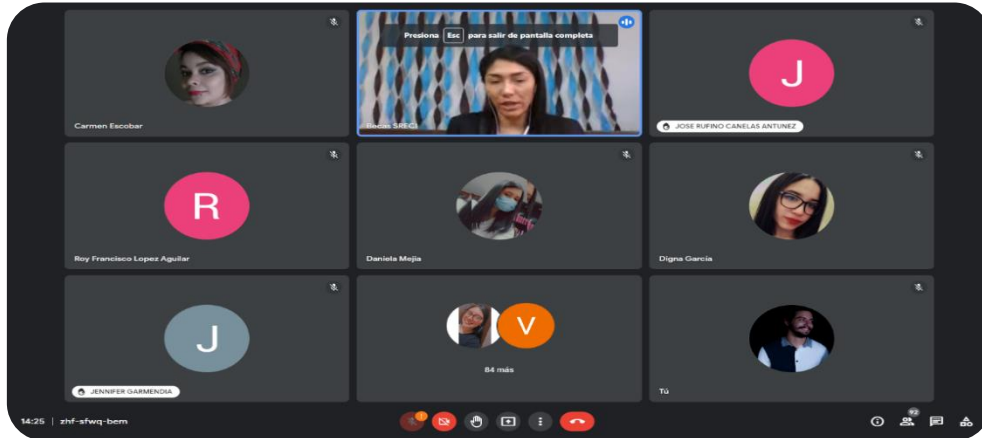 Presiona Esc para salir de pantalla completa
Carmen Escobar
Becas SRECI
J
JOSE RUFINO CANELAS ANTUNEZ
R
Roy Francisco Lopez Aguilar
Daniela Mejia
Digna García
J
JENNIFER GARMENDIA
V
84 más
Tú
14:25 | zhf-sfwq-bem
92